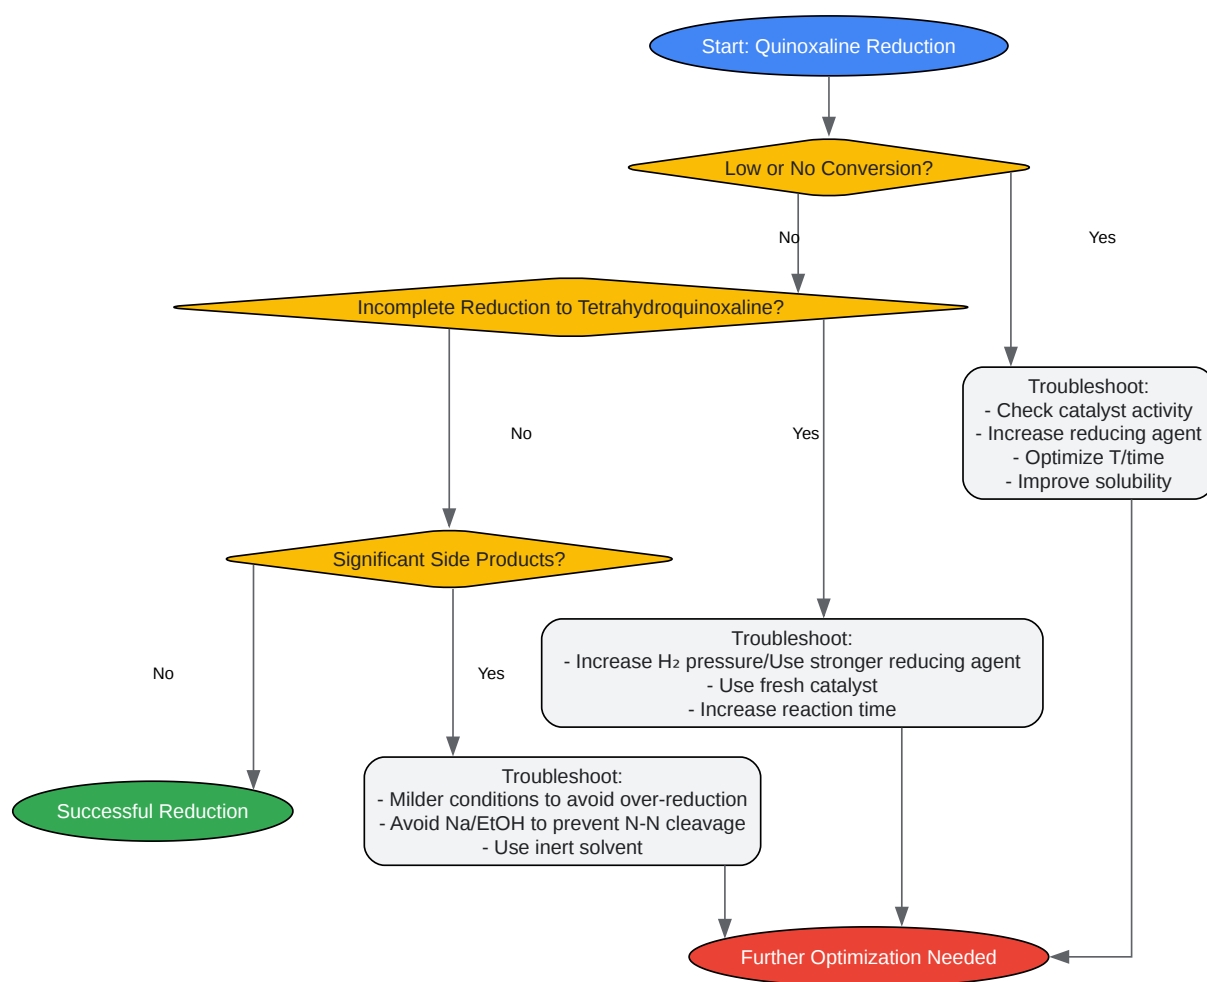 Start: Quinoxaline Reduction
Low or No Conversion?
No
Yes
Incomplete Reduction to Tetrahydroquinoxaline?
Troubleshoot:
- Check catalyst activity
- Increase reducing agent
- Optimize T/time
- Improve solubility
No
Yes
Significant Side Products?
Troubleshoot:
- Increase H₂ pressure/Use stronger reducing agent
- Use fresh catalyst
- Increase reaction time
No
Yes
Troubleshoot:
- Milder conditions to avoid over-reduction
- Avoid Na/EtOH to prevent N-N cleavage
- Use inert solvent
Successful Reduction
Further Optimization Needed